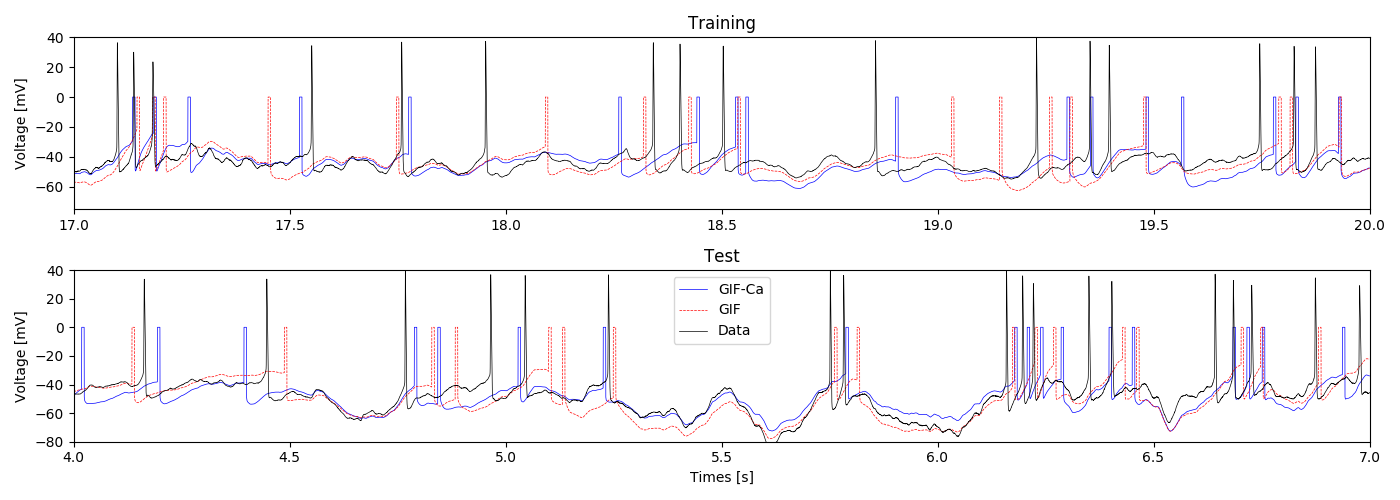 Training
Voltage [mV]
40
20
0
−20
−40
−60
17.0 17.5 18.0 18.5 19.0 19.5 20.0
Test
Voltage [mV]
40
20
0
−20
−40
−60
−80
GIF-Ca
GIF
Data
4.0 4.5 5.0 5.5 6.0 6.5 7.0
Times [s]